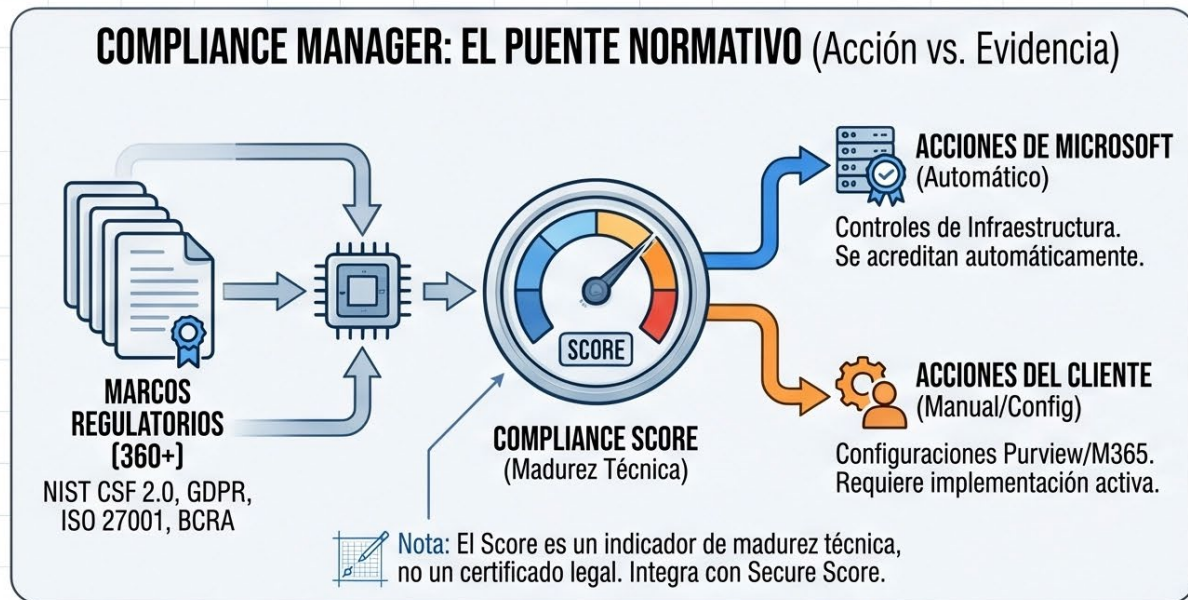 COMPLIANCE MANAGER: EL PUENTE NORMATIVO (Acción vs. Evidencia)
MARCOS
REGULATORIOS
(360+)
NIST CSF 2.0, GDPR,
ISO 27001, BCRA
SCORE
COMPLIANCE SCORE
(Madurez Técnica)
ACCIONES DE MICROSOFT
(Automático)
Controles de Infraestructura.
Se acreditan automáticamente.
ACCIONES DEL CLIENTE
(Manual/Config)
Configuraciones Purview/M365.
Requiere implementación activa.
Nota: El Score es un indicador de madurez técnica,
no un certificado legal. Integra con Secure Score.